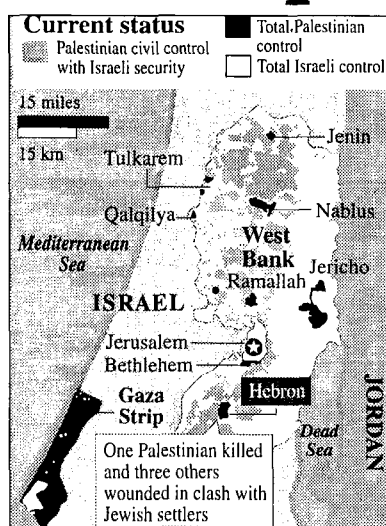 Current status
Palestinian civil control
with Israeli security
Total Palestinian
control
Total Israeli control
15 miles
15 km
Jenin
Tulkarem
Nablus
Qalqilya
West
Bank
Mediterranean
Sea
Jericho
Ramallah
ISRAEL
Jerusalem
Bethlehem
Hebron
Gaza
Strip
Dead
Sea
JORDAN
One Palestinian killed
and three others
wounded in clash with
Jewish settlers